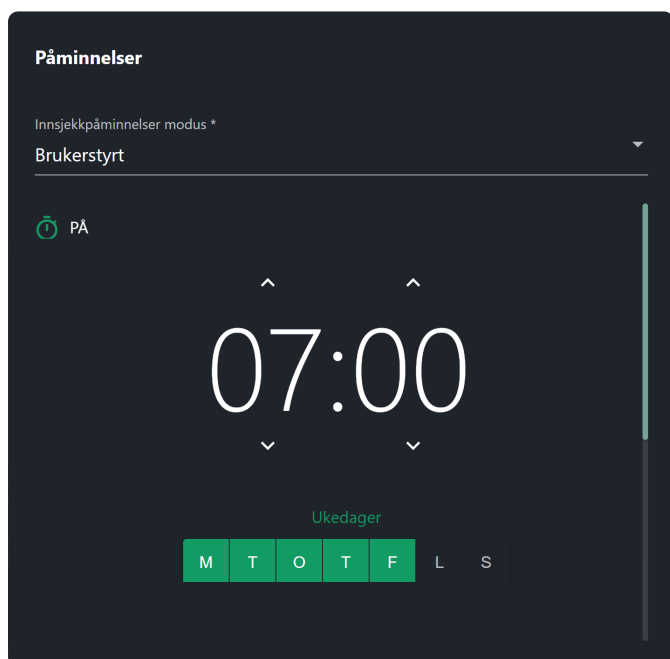 Påminnelser
Innsjekkpåminnelser modus *
Brukerstyrt
PÅ
07:00
Ukedager
M T O T F L S